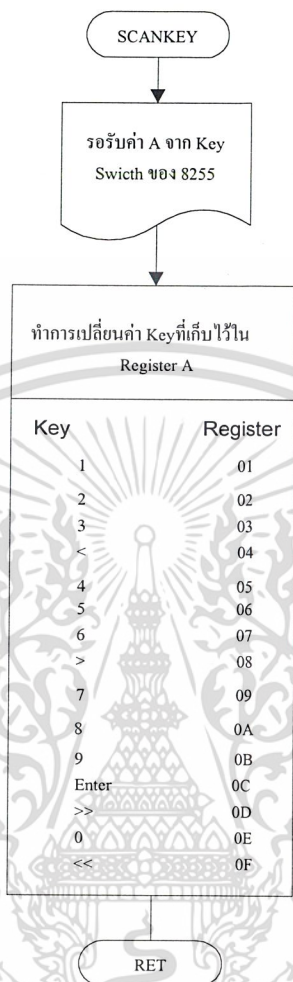 SCANKEY
รอรับค่า A จาก Key
Swicth ของ 8255
ทำการเปลี่ยนค่า Keyที่เก็บไว้ใน
Register A
Key Register
1 01
2 02
3 03
< 04
4 05
5 06
6 07
> 08
7 09
8 0A
9 0B
Enter 0C
>> 0D
0 0E
<< 0F
RET